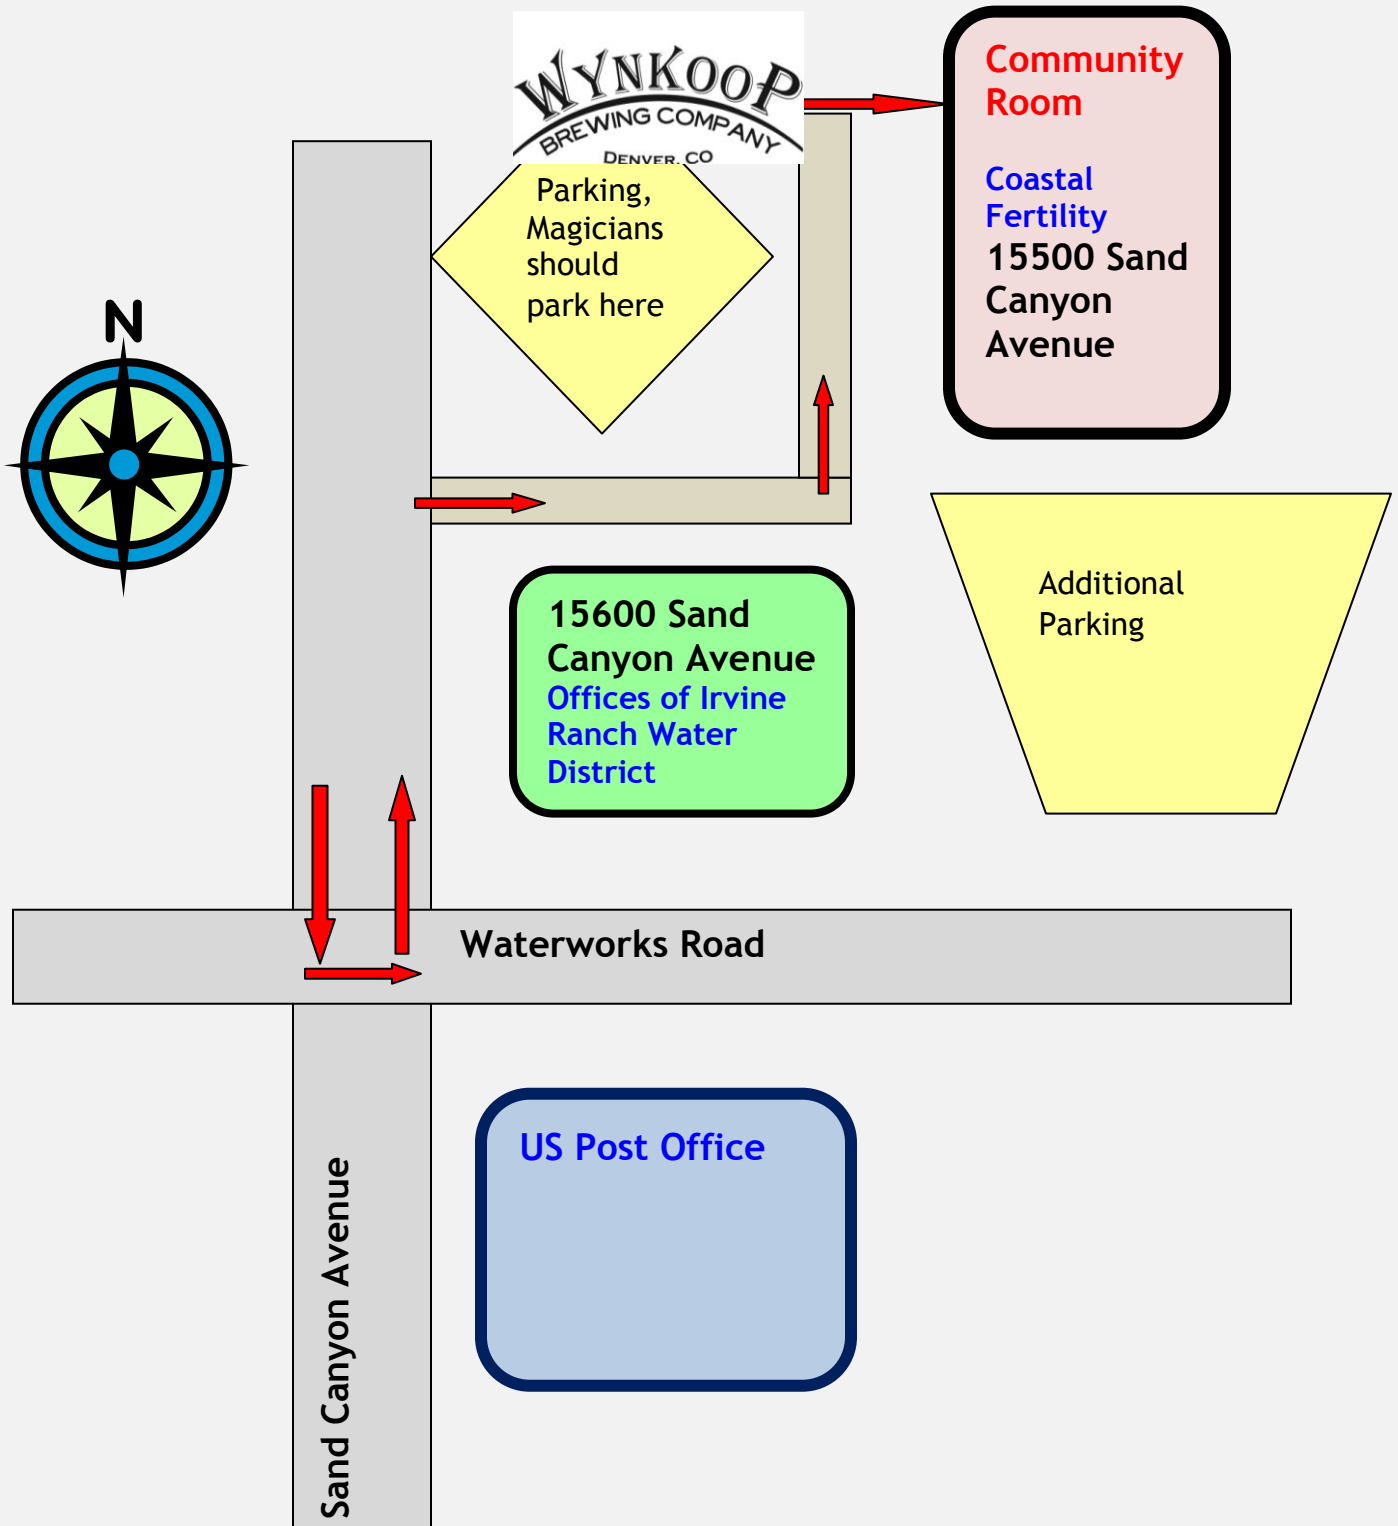 WYNKOOP
BREWING COMPANY
DENVER, CO
Community
Room
Coastal
Fertility
15500 Sand
Canyon
Avenue
Parking,
Magicians
should
park here
N
Additional
Parking
15600 Sand
Canyon Avenue
Offices of Irvine
Ranch Water
District
Waterworks Road
US Post Office
Sand Canyon Avenue